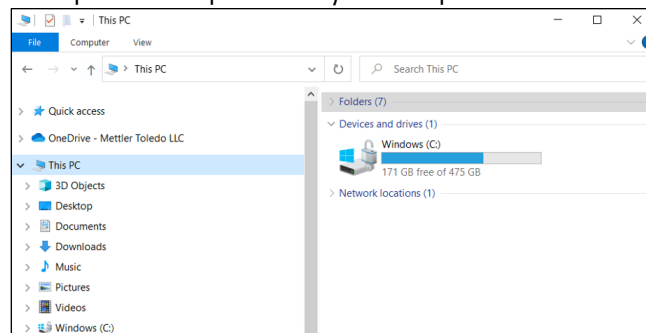 This PC
File Computer View
This PC
Search This PC
Quick access
OneDrive - Mettler Toledo LLC
This PC
3D Objects
Desktop
Documents
Downloads
Music
Pictures
Videos
Windows (C:)
Folders (7)
Devices and drives (1)
Windows (C:)
171 GB free of 475 GB
Network locations (1)